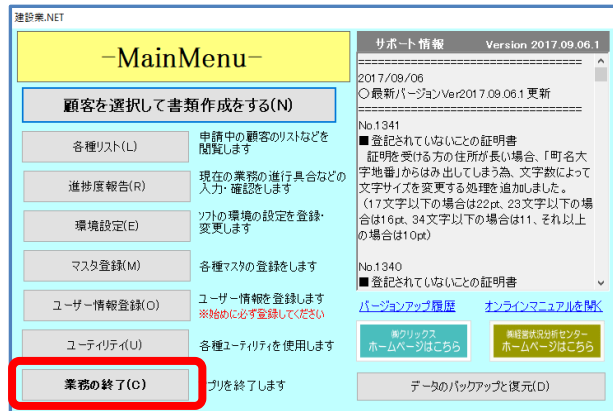 建設業.NET
-MainMenu-
顧客を選択して書類作成をする(N)
各種リスト(L)
申請中の顧客のリストなどを
閲覧します
進捗度報告(R)
現在の業務の進行具合などの
入力・確認をします
環境設定(E)
ソフトの環境の設定を登録・
変更します
マスタ登録(M)
各種マスタの登録をします
ユーザー情報登録(O)
ユーザー情報を登録します
※始めに必ず登録してください
ユーティリティ(U)
各種ユーティリティを使用します
業務の終了(C)
プリを終了します
サポート情報 Version 2017.09.06.1
====================================
2017/09/06
○最新バージョンVer2017.09.06.1更新
====================================
No.1341
■登記されていないことの証明書
証明を受ける方の住所が長い場合、「町名大
字地番」からはみ出してしまう為、文字数によって
文字サイズを変更する処理を追加しました。
(17文字以下の場合は22pt、23文字以下の場
合は16pt、34文字以下の場合は11、それ以上
の場合は10pt)
No.1340
■登記されていないことの証明書
バージョンアップ履歴 オンラインマニュアルを開く
㈱クリックス
ホームページはこちら
㈱経営状況分析センター
ホームページはこちら
データのバックアップと復元(D)